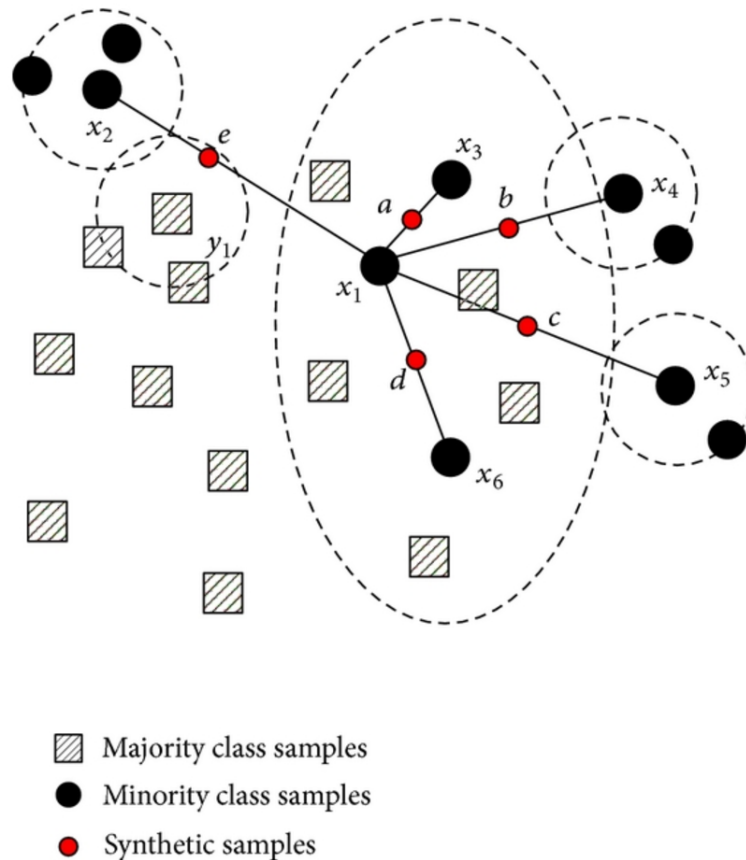 x2
e
x3
a
b
x4
y1
x1
c
d
x5
x6
Majority class samples
Minority class samples
Synthetic samples